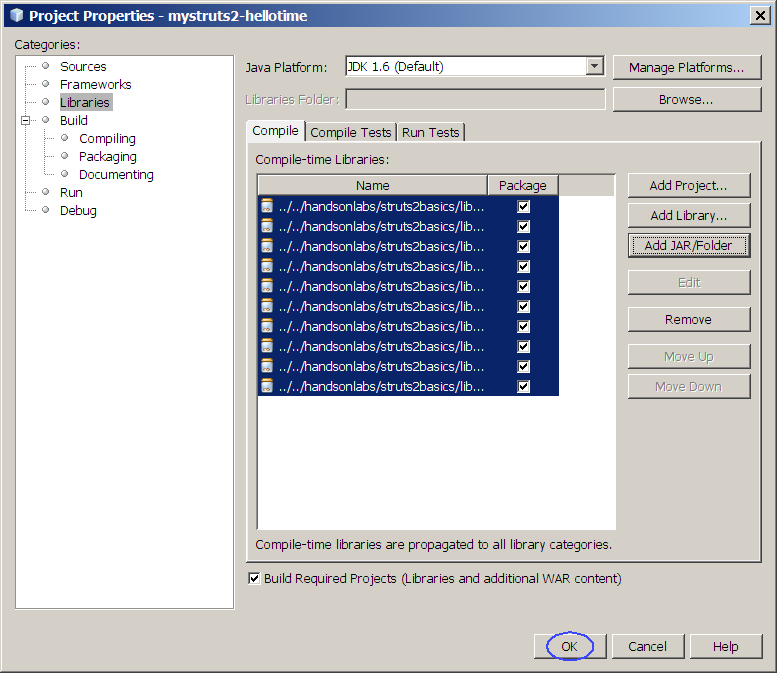 Project Properties - mystruts2-hellotime
Categories:
Sources
Frameworks
Libraries
Build
Compiling
Packaging
Documenting
Run
Debug
Java Platform: JDK 1.6 (Default) Manage Platforms...
Libraries Folder: Browse...
Compile Compile Tests Run Tests
Compile-time Libraries:
Name Package
../../handsonlabs/struts2basics/lib...
../../handsonlabs/struts2basics/lib...
../../handsonlabs/struts2basics/lib...
../../handsonlabs/struts2basics/lib...
../../handsonlabs/struts2basics/lib...
../../handsonlabs/struts2basics/lib...
../../handsonlabs/struts2basics/lib...
../../handsonlabs/struts2basics/lib...
../../handsonlabs/struts2basics/lib...
../../handsonlabs/struts2basics/lib...
Add Project...
Add Library...
Add JAR/Folder
Edit
Remove
Move Up
Move Down
Compile-time libraries are propagated to all library categories.
Build Required Projects (Libraries and additional WAR content)
OK Cancel Help